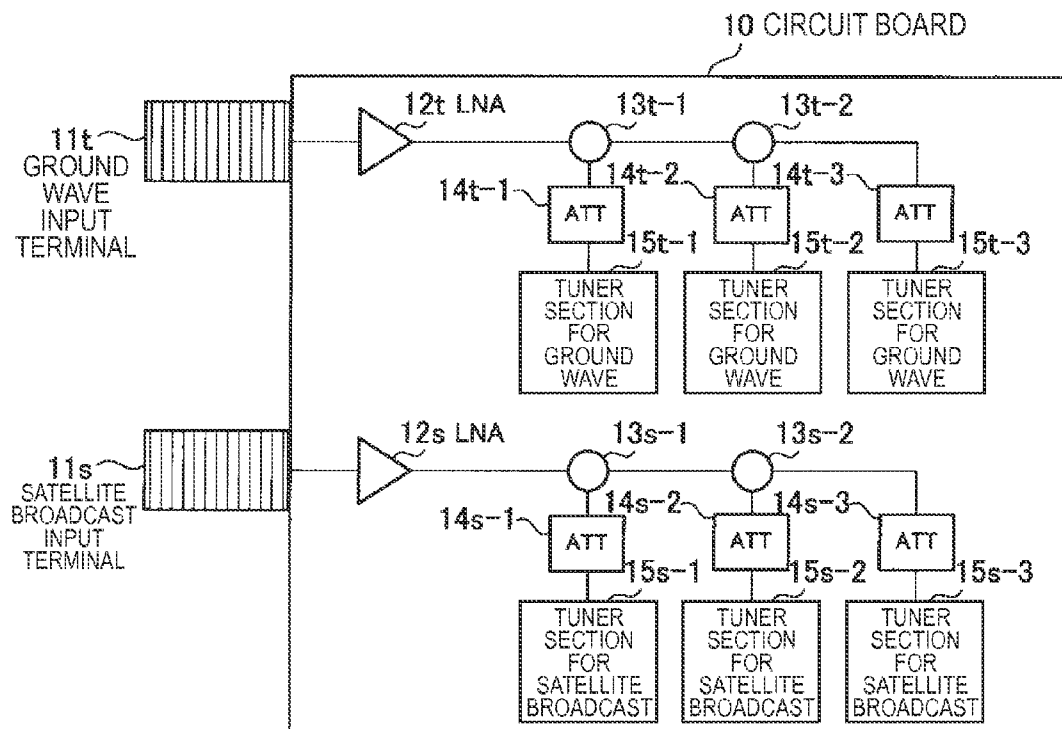 10 CIRCUIT BOARD
11t
GROUND
WAVE
INPUT
TERMINAL
12t LNA
13t-1
13t-2
14t-1
14t-2
14t-3
ATT
ATT
ATT
15t-1
15t-2
15t-3
TUNER
SECTION
FOR
GROUND
WAVE
TUNER
SECTION
FOR
GROUND
WAVE
TUNER
SECTION
FOR
GROUND
WAVE
11s
SATELLITE
BROADCAST
INPUT
TERMINAL
12s LNA
13s-1
13s-2
14s-1
14s-2
14s-3
ATT
ATT
ATT
15s-1
15s-2
15s-3
TUNER
SECTION
FOR
SATELLITE
BROADCAST
TUNER
SECTION
FOR
SATELLITE
BROADCAST
TUNER
SECTION
FOR
SATELLITE
BROADCAST